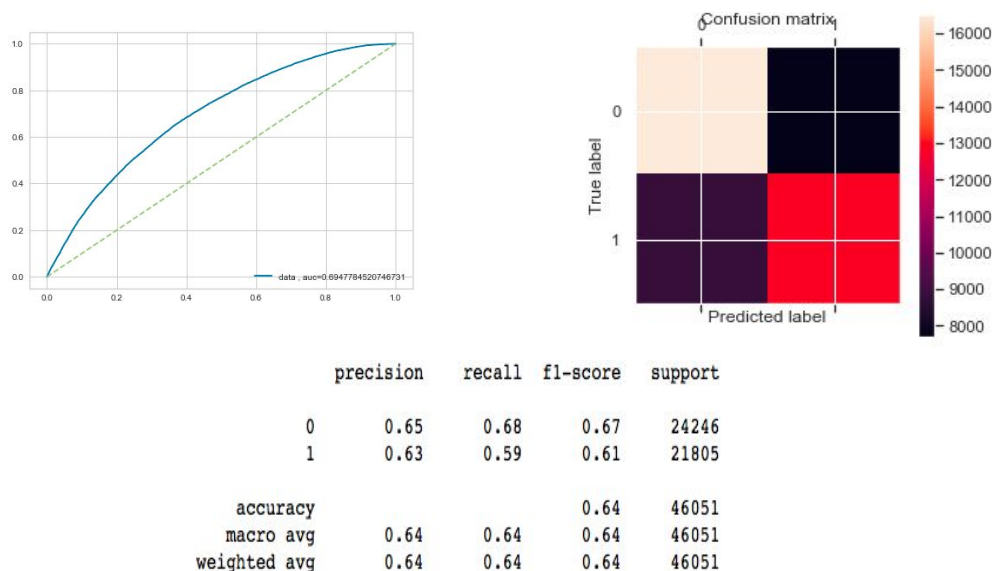 1.0
0.8
0.6
0.4
0.2
0.0
data , auc=0.6947784520746731
0.0 0.2 0.4 0.6 0.8 1.0
Confusion matrix
0 1
0
1
True label
Predicted label
16000
15000
14000
13000
12000
11000
10000
9000
8000
precision recall f1-score support
0 0.65 0.68 0.67 24246
1 0.63 0.59 0.61 21805
accuracy 0.64 46051
macro avg 0.64 0.64 0.64 46051
weighted avg 0.64 0.64 0.64 46051